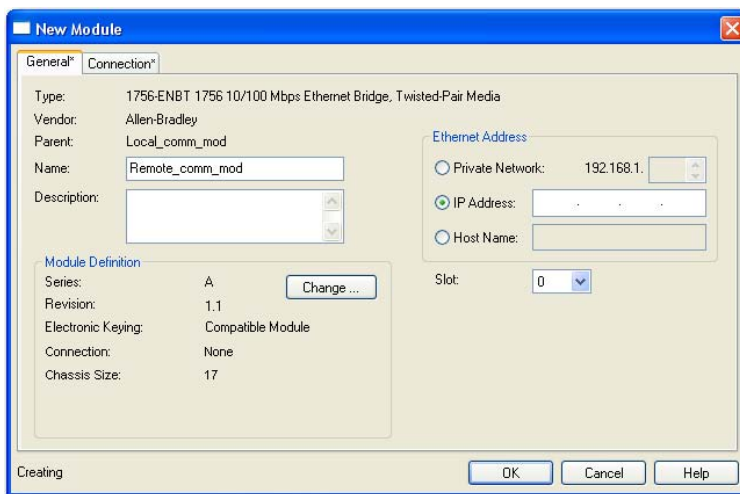 New Module
General* Connection*
Type: 1756-ENBT 1756 10/100 Mbps Ethernet Bridge, Twisted-Pair Media
Vendor: Allen-Bradley
Parent: Local_comm_mod
Name: Remote_comm_mod
Description:
Ethernet Address
Private Network: 192.168.1.
IP Address: . . .
Host Name:
Slot: 0
Module Definition
Series: A
Change ...
Revision: 1.1
Electronic Keying: Compatible Module
Connection: None
Chassis Size: 17
Creating
OK Cancel Help